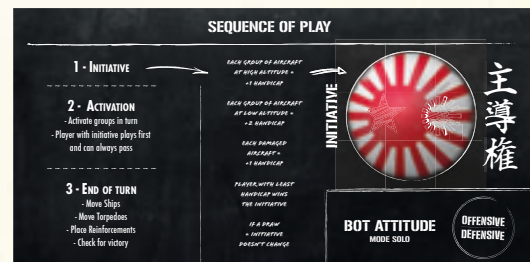 SEQUENCE OF PLAY
1 - INITIATIVE
2 - ACTIVATION
- Activate groups in turn
- Player with initiative plays first
and can always pass
3 - END OF TURN
- Move Ships
- Move Torpedoes
- Place Reinforcements
- Check for victory
EACH GROUP OF AIRCRAFT
AT HIGH ALTITUDE =
+1 HANDICAP
EACH GROUP OF AIRCRAFT
AT LOW ALTITUDE =
+2 HANDICAP
EACH DAMAGED
AIRCRAFT =
+1 HANDICAP
PLAYER WITH LEAST
HANDICAP WINS
THE INITIATIVE
IF A DRAW
= INITIATIVE
DOESN'T CHANGE
INITIATIVE
主導権
BOT ATTITUDE
MODE SOLO
OFFENSIVE
DEFENSIVE